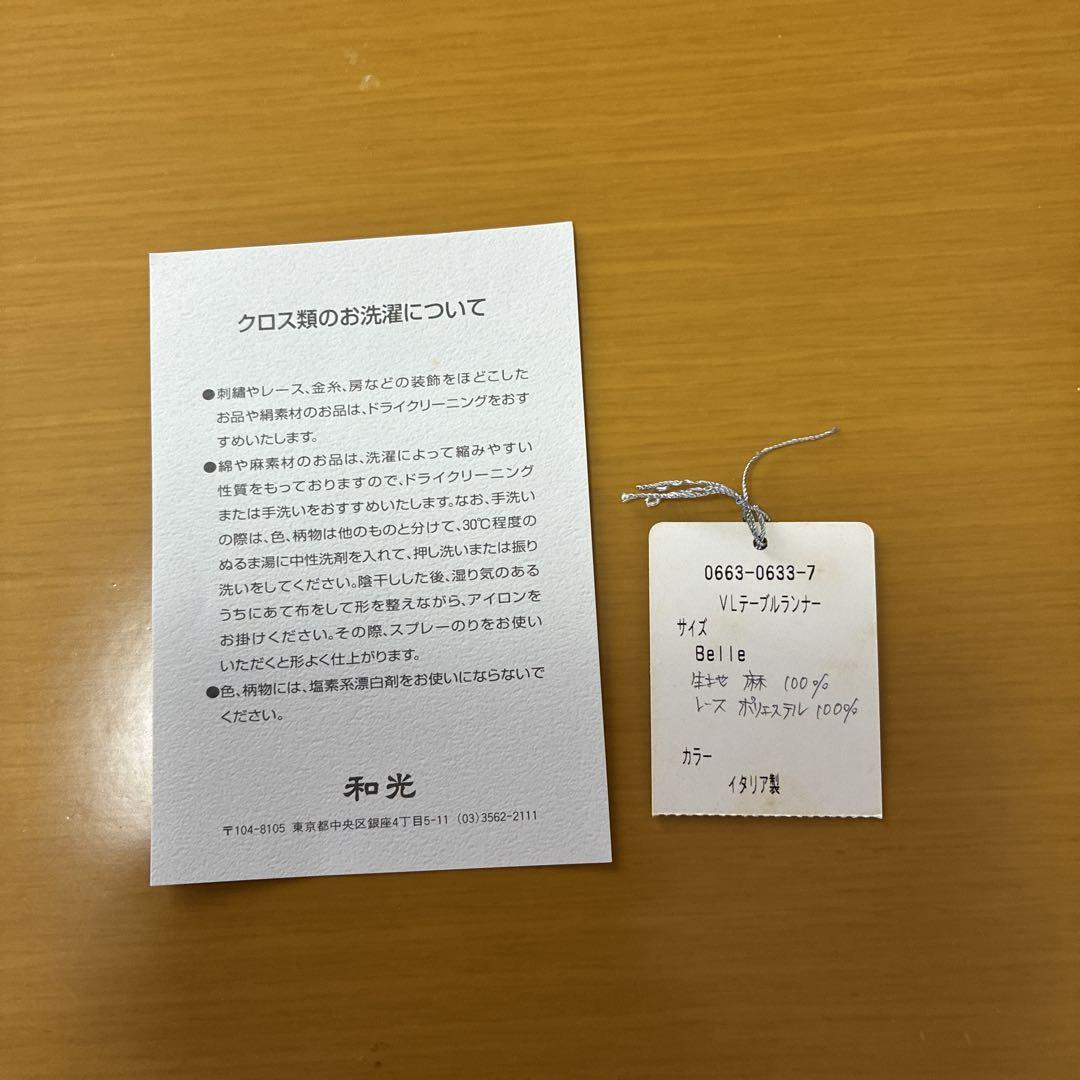 クロス類のお洗濯について
●刺繡やレース、金糸、房などの装飾をほどこした
お品や絹素材のお品は、ドライクリーニングをおす
すめいたします。
●綿や麻素材のお品は、洗濯によって縮みやすい
性質をもっておりますので、ドライクリーニング
または手洗いをおすすめいたします。なお、手洗い
の際は、色、柄物は他のものと分けて、30℃程度の
ぬるま湯に中性洗剤を入れて、押し洗いまたは振り
洗いをしてください。陰干しした後、湿り気のある
うちにあて布をして形を整えながら、アイロンを
お掛けください。その際、スプレーのりをお使い
いただくと形よく仕上がります。
●色、柄物には、塩素系漂白剤をお使いにならないで
ください。
和光
〒104-8105 東京都中央区銀座4丁目5-11 (03)3562-2111
0663-0633-7
VLテーブルランナー
サイズ
Belle
麻 100%
レース ポリエステル 100%
カラー
イタリア製